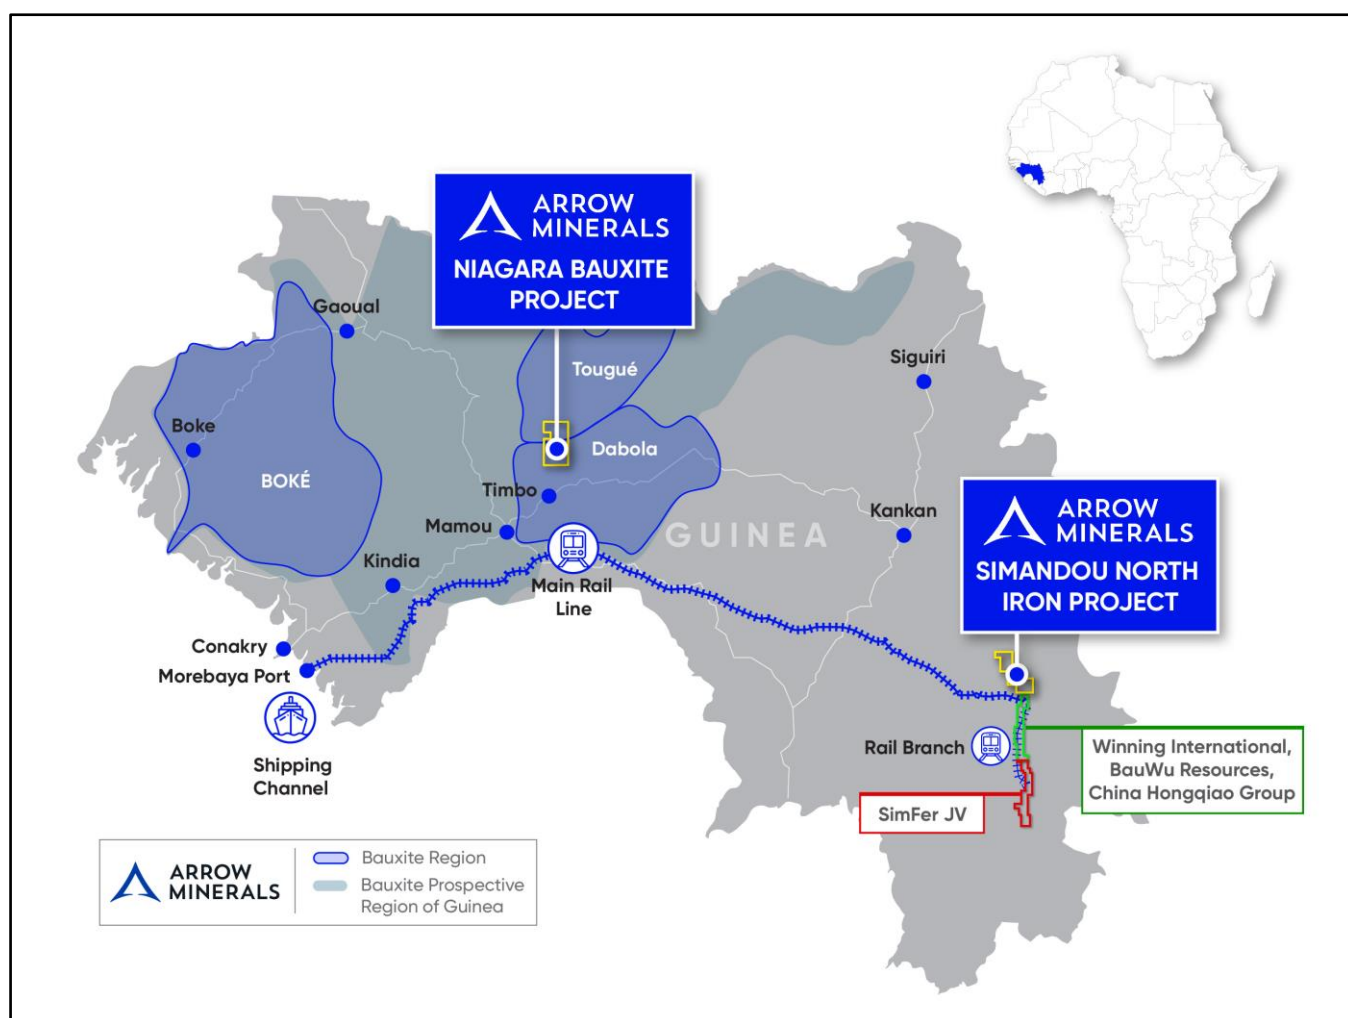 ARROW
MINERALS
NIAGARA BAUXITE
PROJECT
Gaoual
Tougué
Siguiri
Boke
Dabola
BOKÉ
Timbo
Mamou
Kankan
GUINEA
ARROW
MINERALS
SIMANDOU NORTH
IRON PROJECT
Kindia
Main Rail
Line
Conakry
Morebaya Port
Shipping
Channel
Rail Branch
Winning International,
BauWu Resources,
China Hongqiao Group
SimFer JV
ARROW
MINERALS
Bauxite Region
Bauxite Prospective
Region of Guinea